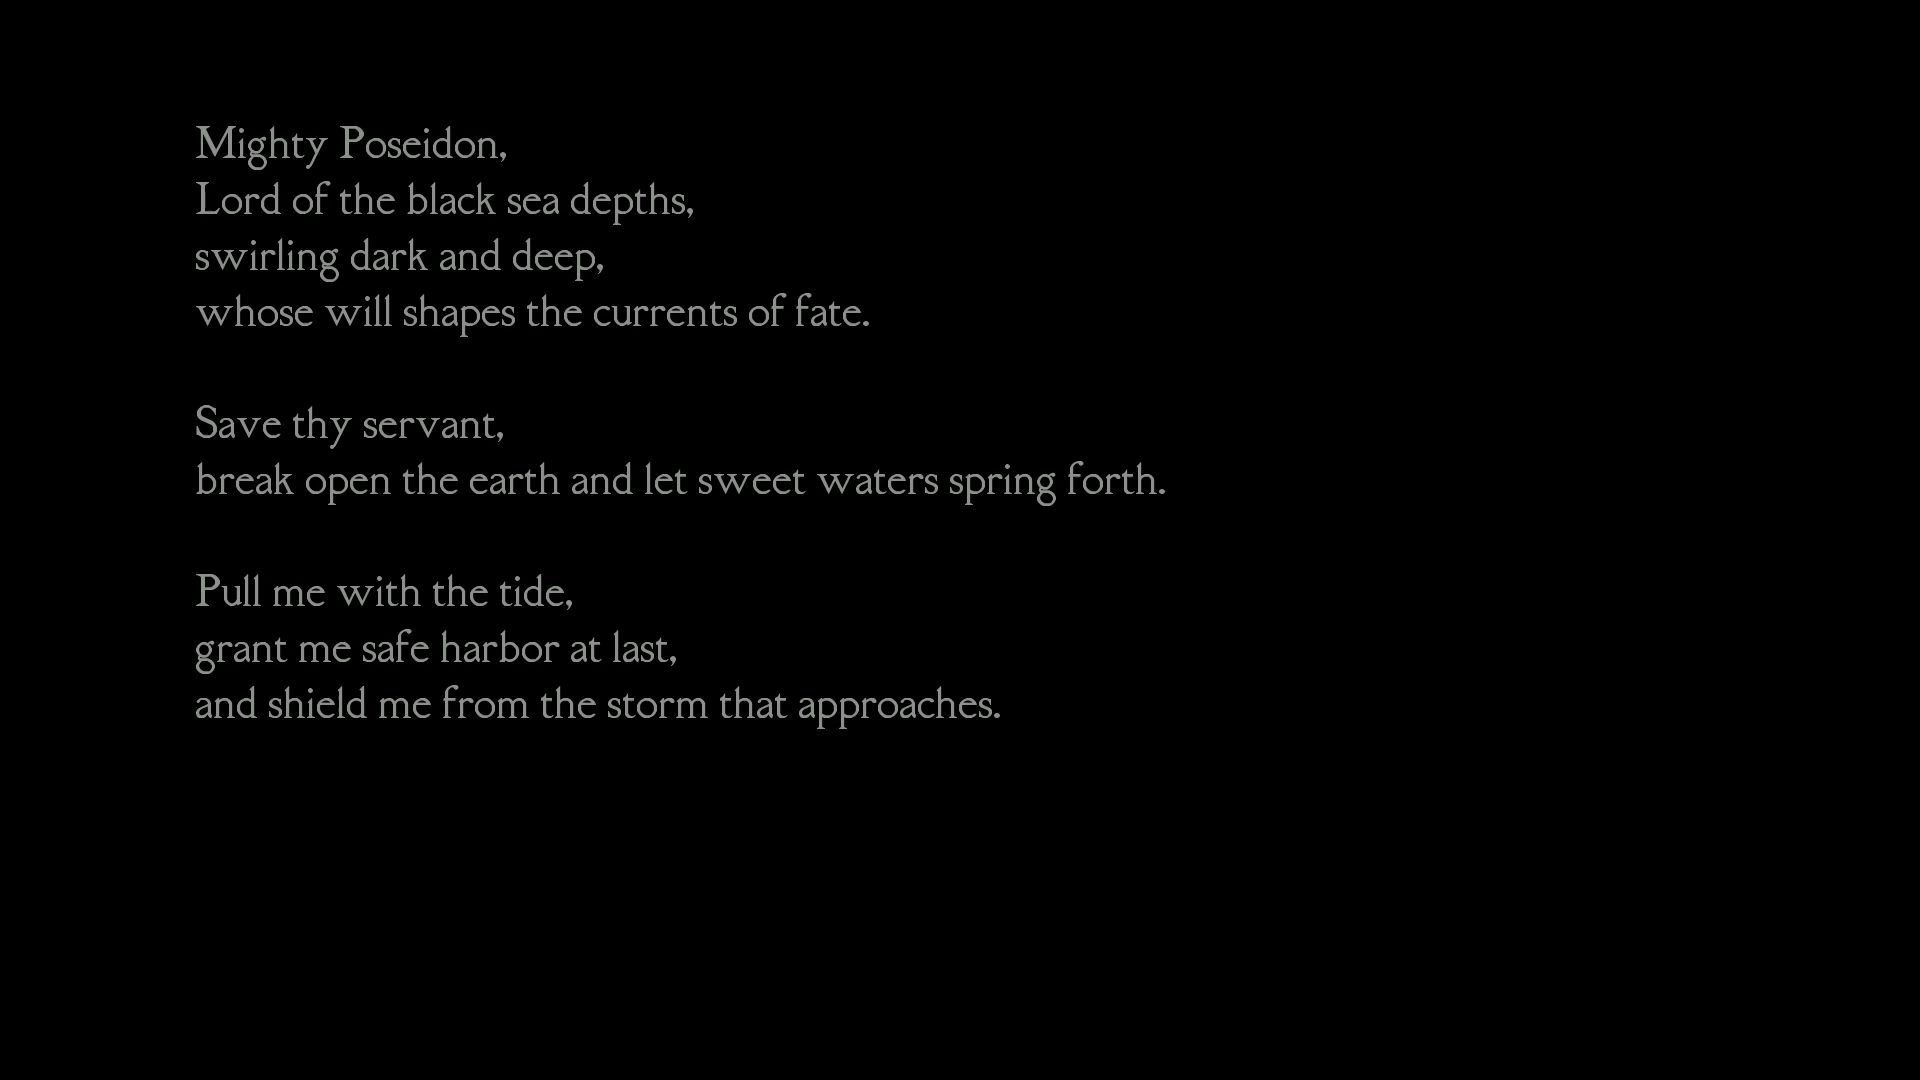 Mighty Poseidon,
Lord of the black sea depths,
swirling dark and deep,
whose will shapes the currents of fate.
Save thy servant,
break open the earth and let sweet waters spring forth.
Pull me with the tide,
grant me safe harbor at last,
and shield me from the storm that approaches.